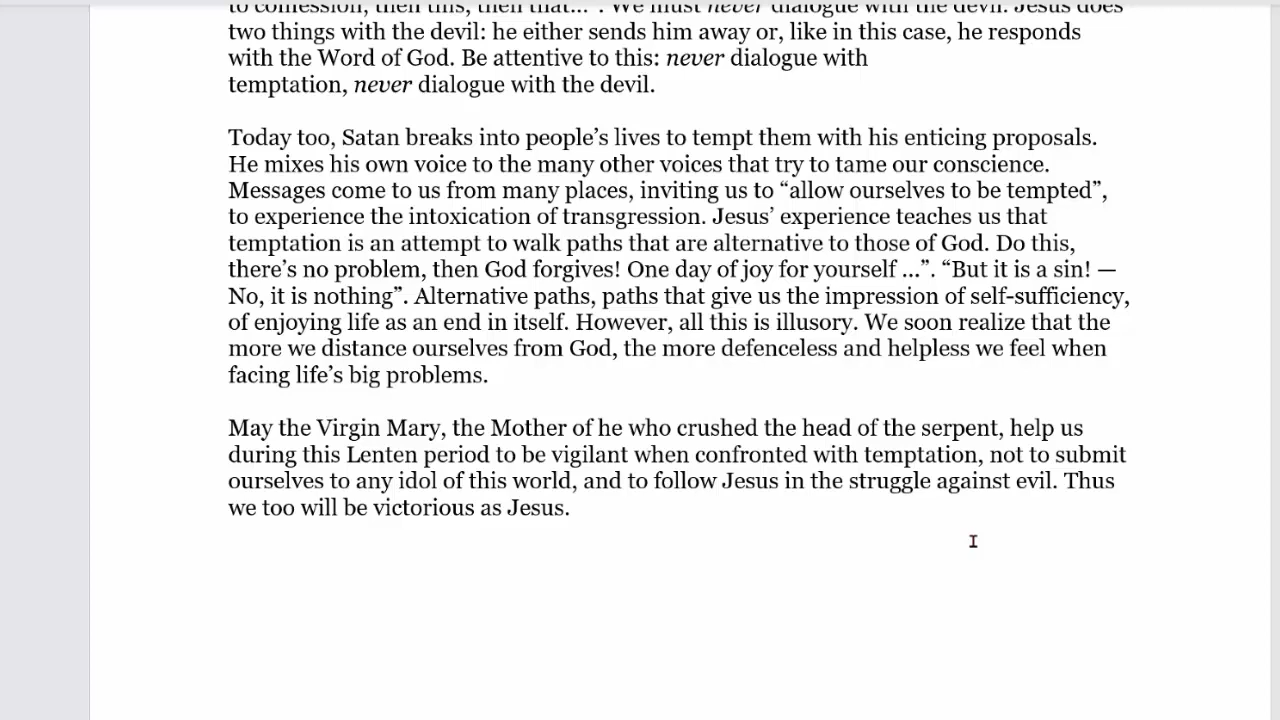 to confession, then this, then that…”. We must never dialogue with the devil. Jesus does
two things with the devil: he either sends him away or, like in this case, he responds
with the Word of God. Be attentive to this: never dialogue with
temptation, never dialogue with the devil.
Today too, Satan breaks into people’s lives to tempt them with his enticing proposals.
He mixes his own voice to the many other voices that try to tame our conscience.
Messages come to us from many places, inviting us to “allow ourselves to be tempted”,
to experience the intoxication of transgression. Jesus’ experience teaches us that
temptation is an attempt to walk paths that are alternative to those of God. Do this,
there’s no problem, then God forgives! One day of joy for yourself ...”. “But it is a sin! —
No, it is nothing”. Alternative paths, paths that give us the impression of self-sufficiency,
of enjoying life as an end in itself. However, all this is illusory. We soon realize that the
more we distance ourselves from God, the more defenceless and helpless we feel when
facing life’s big problems.
May the Virgin Mary, the Mother of he who crushed the head of the serpent, help us
during this Lenten period to be vigilant when confronted with temptation, not to submit
ourselves to any idol of this world, and to follow Jesus in the struggle against evil. Thus
we too will be victorious as Jesus.